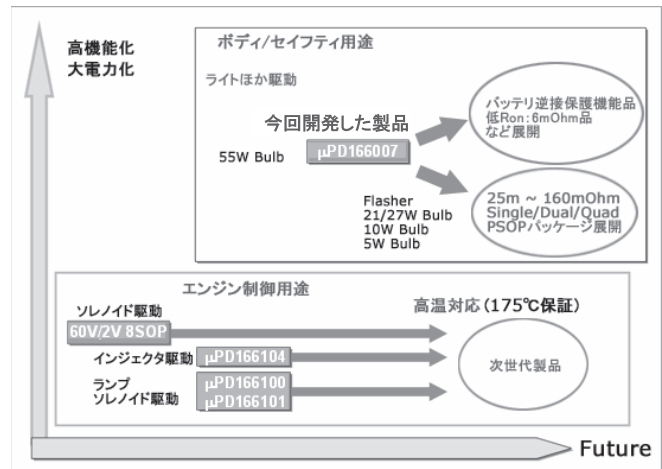 高機能化
大電力化
ボディ/セイフティ用途
ライトほか駆動
今回開発した製品
55W Bulb
μPD166007
バッテリ逆接保護機能品
低Ron:6mOhm品
など展開
Flasher
21/27W Bulb
10W Bulb
5W Bulb
25m ~ 160mOhm
Single/Dual/Quad
PSOPパッケージ展開
エンジン制御用途
ソレノイド駆動
60V/2V 8SOP
高温対応(175℃保証)
インジェクタ駆動
μPD166104
ランプ
ソレノイド駆動
μPD166100
μPD166101
次世代製品
Future